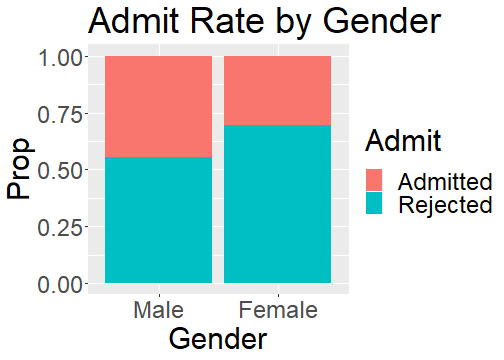 Admit Rate by Gender
1.00
0.75
0.50
0.25
0.00
Prop
Male Female
Gender
Admit
Admitted
Rejected